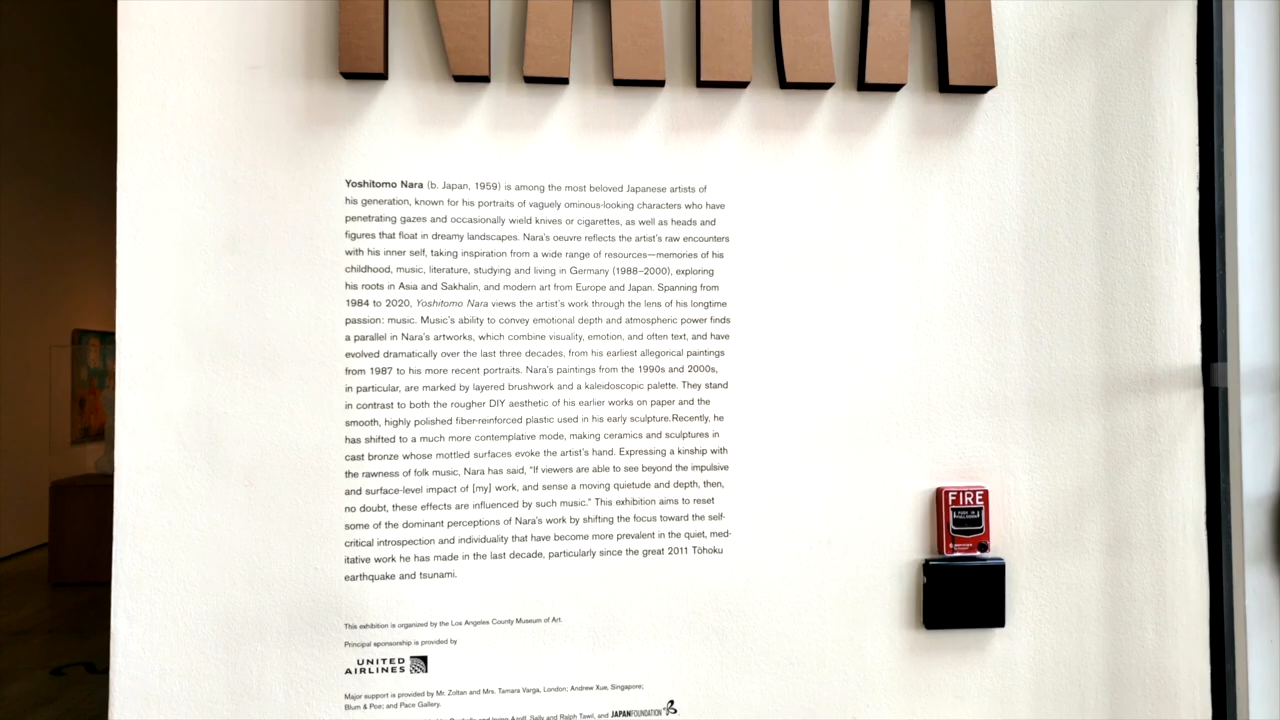 NARA
Yoshitomo Nara (b. Japan, 1959) is among the most beloved Japanese artists of
his generation, known for his portraits of vaguely ominous-looking characters who have
penetrating gazes and occasionally wield knives or cigarettes, as well as heads and
figures that float in dreamy landscapes. Nara's oeuvre reflects the artist's raw encounters
with his inner self, taking inspiration from a wide range of resources—memories of his
childhood, music, literature, studying and living in Germany (1988–2000), exploring
his roots in Asia and Sakhalin, and modern art from Europe and Japan. Spanning from
1984 to 2020, Yoshitomo Nara views the artist's work through the lens of his longtime
passion: music. Music's ability to convey emotional depth and atmospheric power finds
a parallel in Nara's artworks, which combine visuality, emotion, and often text, and have
evolved dramatically over the last three decades, from his earliest allegorical paintings
from 1987 to his more recent portraits. Nara's paintings from the 1990s and 2000s,
in particular, are marked by layered brushwork and a kaleidoscopic palette. They stand
in contrast to both the rougher DIY aesthetic of his earlier works on paper and the
smooth, highly polished fiber-reinforced plastic used in his early sculpture.Recently, he
has shifted to a much more contemplative mode, making ceramics and sculptures in
cast bronze whose mottled surfaces evoke the artist's hand. Expressing a kinship with
the rawness of folk music, Nara has said, "If viewers are able to see beyond the impulsive
and surface-level impact of [my] work, and sense a moving quietude and depth, then,
no doubt, these effects are influenced by such music." This exhibition aims to reset
some of the dominant perceptions of Nara's work by shifting the focus toward the self-
critical introspection and individuality that have become more prevalent in the quiet, med-
itative work he has made in the last decade, particularly since the great 2011 Tōhoku
earthquake and tsunami.
This exhibition is organized by the Los Angeles County Museum of Art.
Principal sponsorship is provided by
UNITED
AIRLINES
Major support is provided by Mr. Zoltan and Mrs. Tamara Varga, London; Andrew Xue, Singapore;
Blum & Poe; and Pace Gallery.
and Irving Azoff, Sally and Ralph Tawil, and JAPANFOUNDATION
FIRE